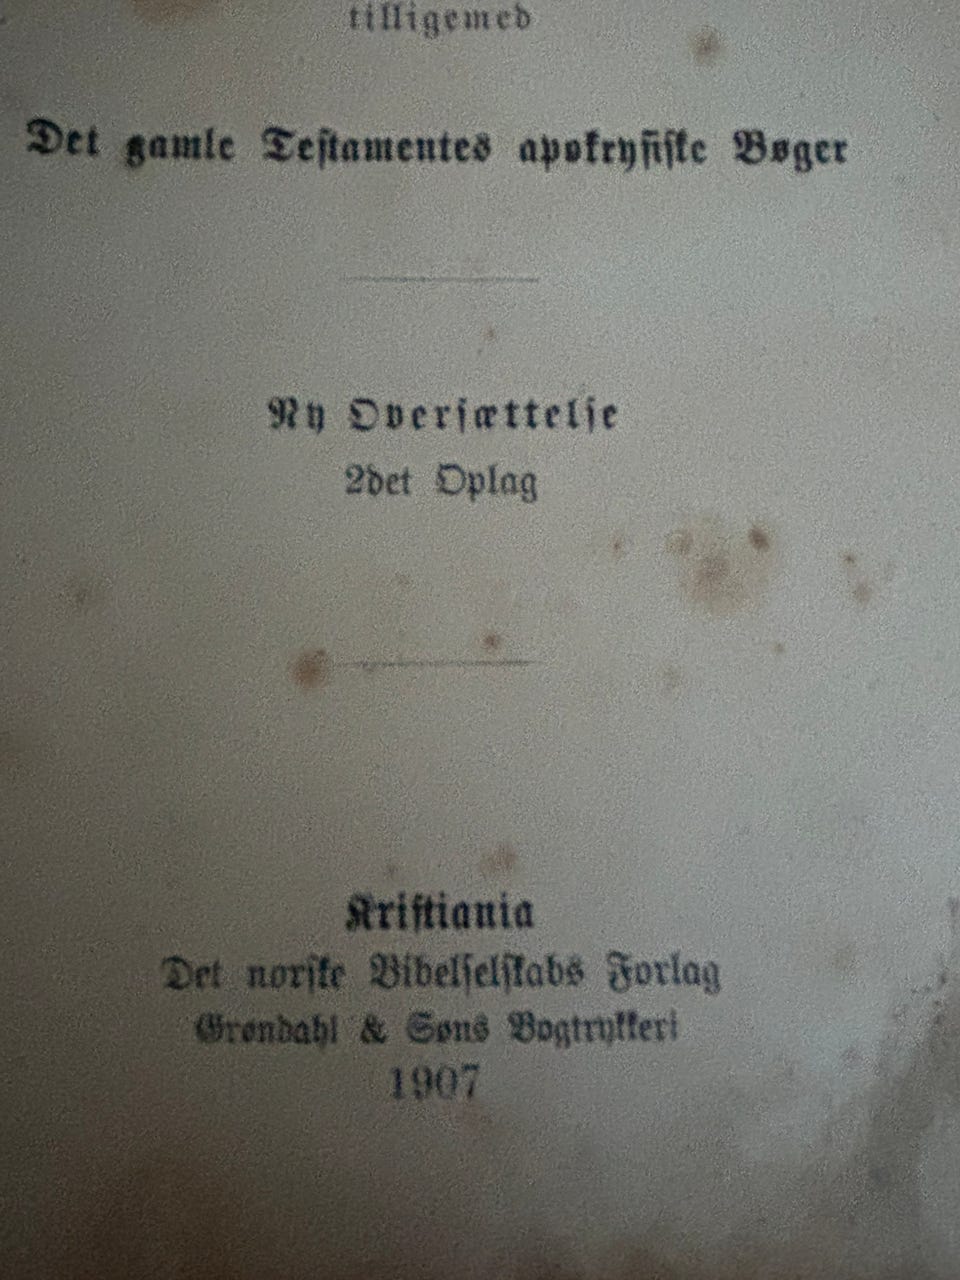 tilligemed
Det gamle Testamentes apokryfiske Bøger
Ny Oversættelse
2det Oplag
Kristiania
Det norske Bibelselskabs Forlag
Grøndahl & Søns Bogtrykkeri
1907